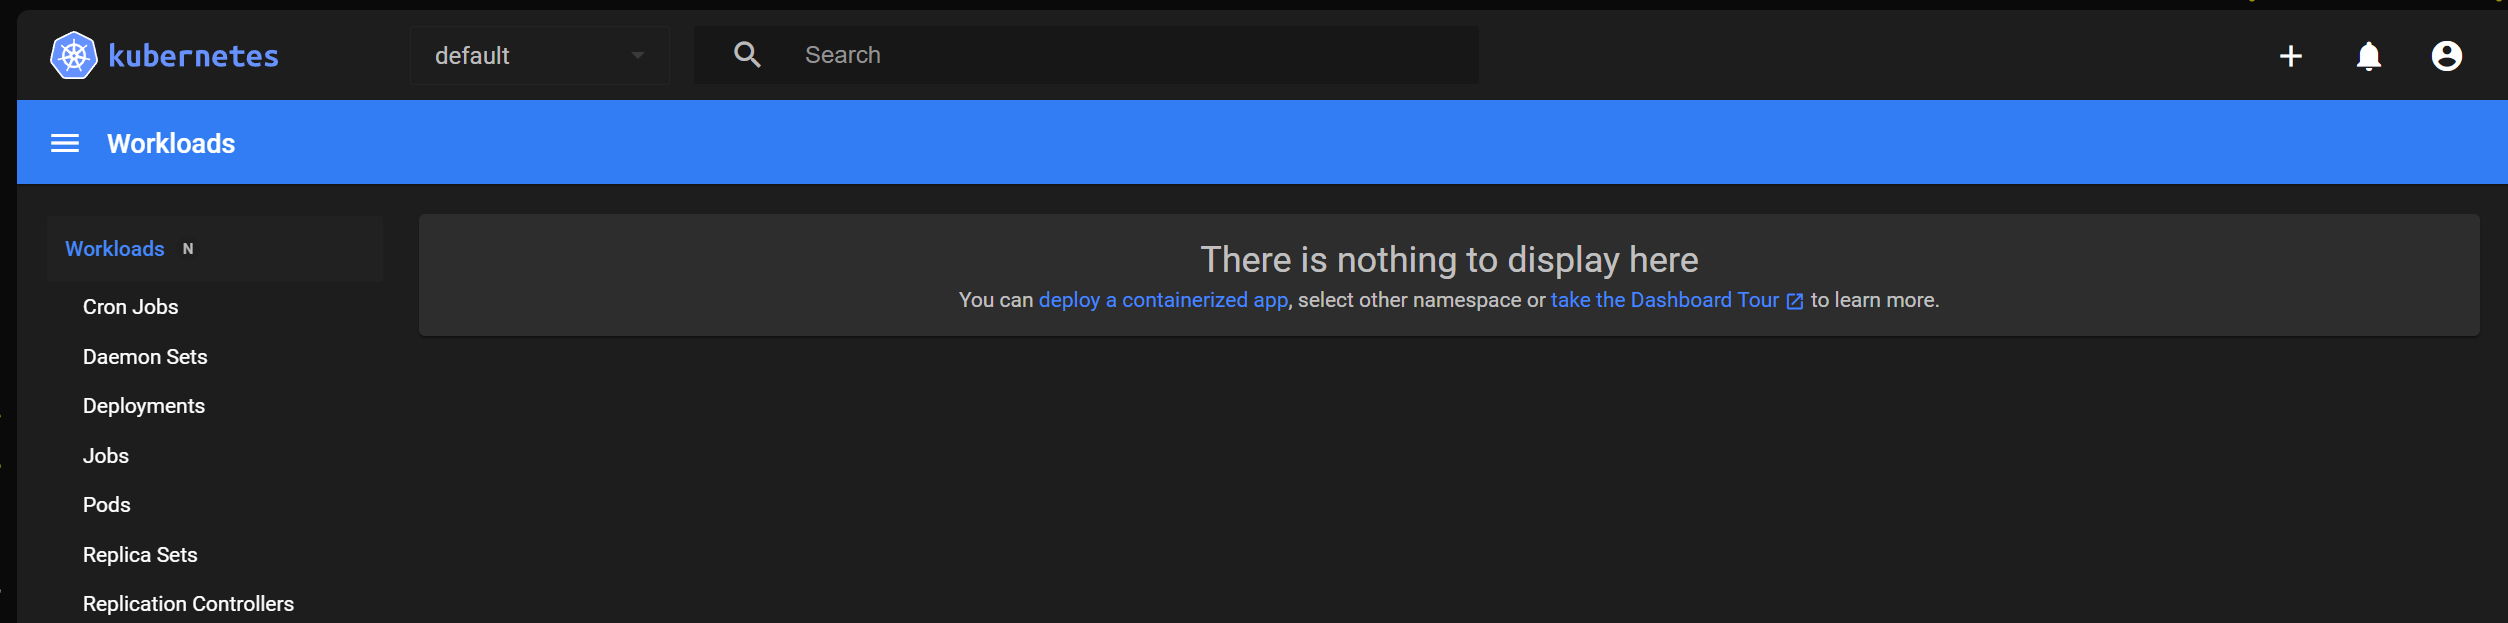 kubernetes
default
Search
Workloads
Workloads N
Cron Jobs
Daemon Sets
Deployments
Jobs
Pods
Replica Sets
Replication Controllers
There is nothing to display here
You can deploy a containerized app, select other namespace or take the Dashboard Tour to learn more.